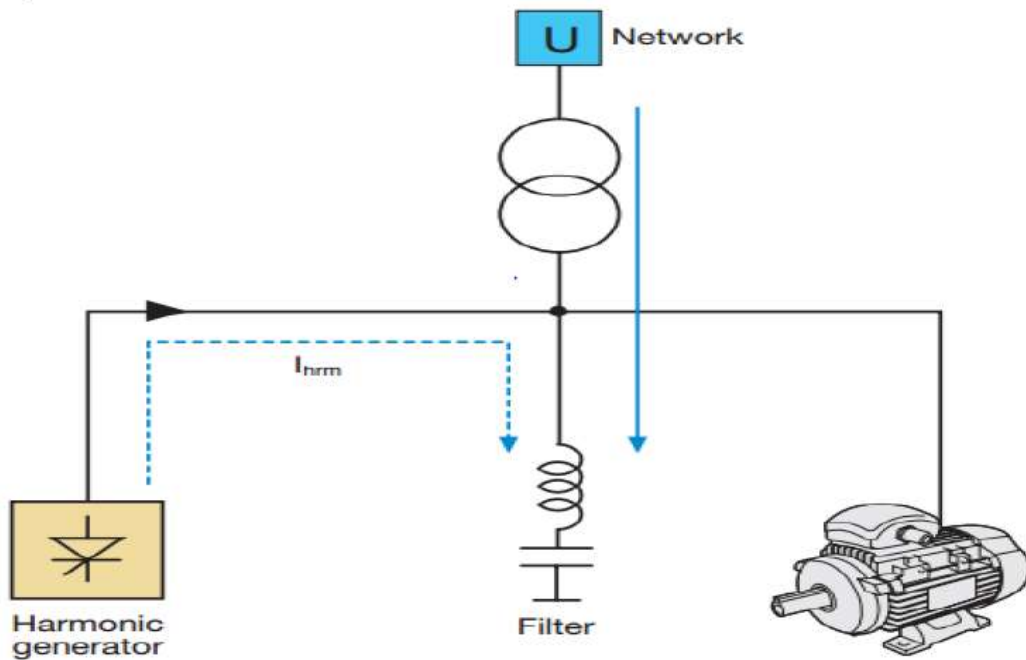 U
Network
Ihrm
Harmonic
generator
Filter